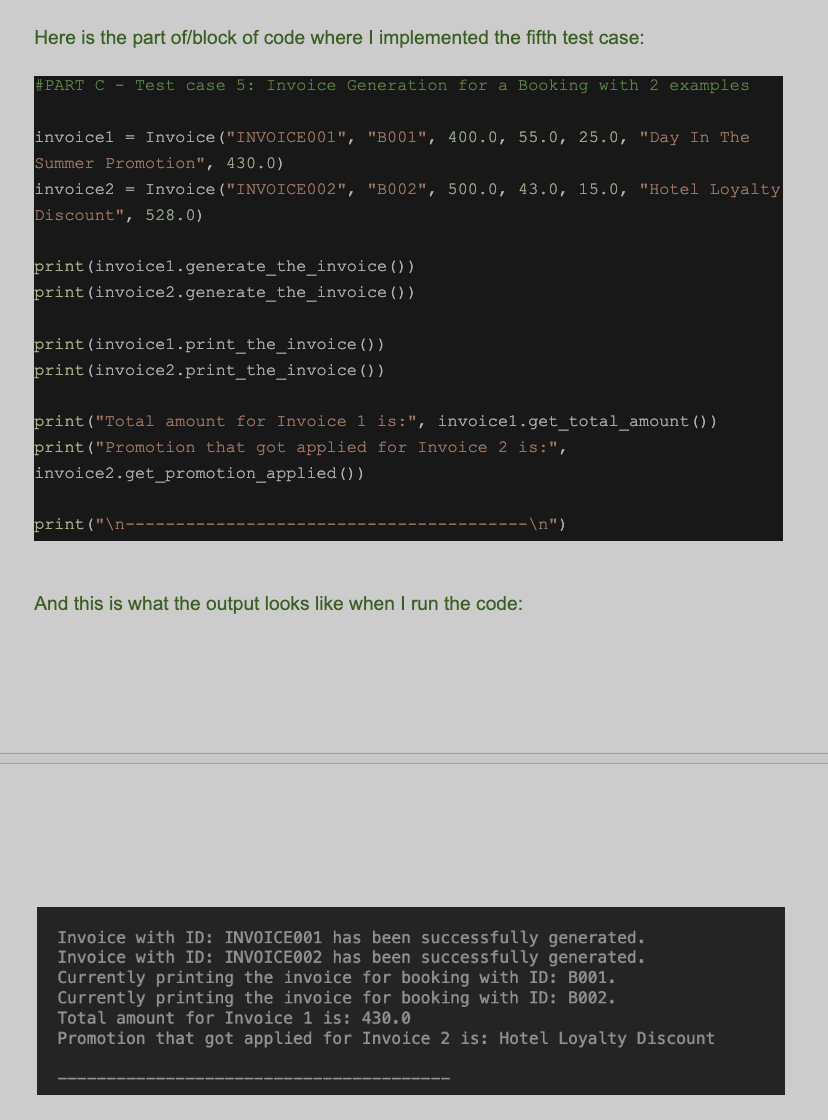 Here is the part of/block of code where I implemented the fifth test case:
#PART C - Test case 5: Invoice Generation for a Booking with 2 examples
invoice1 = Invoice("INVOICE001", "B001", 400.0, 55.0, 25.0, "Day In The
Summer Promotion", 430.0)
invoice2 = Invoice("INVOICE002", "B002", 500.0, 43.0, 15.0, "Hotel Loyalty
Discount", 528.0)
print(invoice1.generate_the_invoice())
print(invoice2.generate_the_invoice())
print(invoice1.print_the_invoice())
print(invoice2.print_the_invoice())
print("Total amount for Invoice 1 is:", invoice1.get_total_amount())
print("Promotion that got applied for Invoice 2 is:",
invoice2.get_promotion_applied())
print("\n----------------------------------------\n")
And this is what the output looks like when I run the code:
Invoice with ID: INVOICE001 has been successfully generated.
Invoice with ID: INVOICE002 has been successfully generated.
Currently printing the invoice for booking with ID: B001.
Currently printing the invoice for booking with ID: B002.
Total amount for Invoice 1 is: 430.0
Promotion that got applied for Invoice 2 is: Hotel Loyalty Discount
----------------------------------------